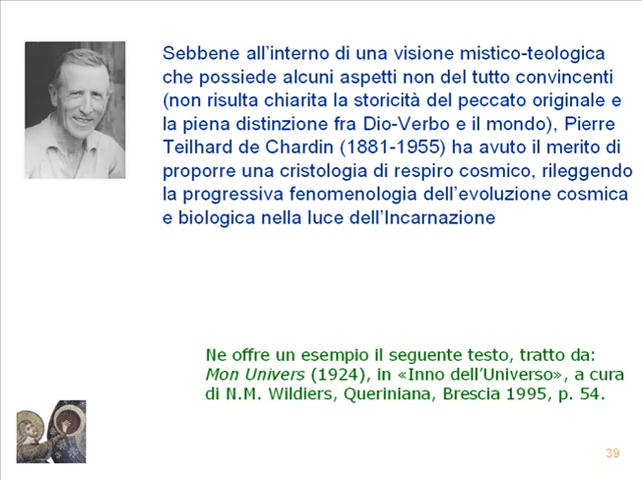 Sebbene all’interno di una visione mistico-teologica
che possiede alcuni aspetti non del tutto convincenti
(non risulta chiarita la storicità del peccato originale e
la piena distinzione fra Dio-Verbo e il mondo), Pierre
Teilhard de Chardin (1881-1955) ha avuto il merito di
proporre una cristologia di respiro cosmico, rileggendo
la progressiva fenomenologia dell’evoluzione cosmica
e biologica nella luce dell’Incarnazione
Ne offre un esempio il seguente testo, tratto da:
Mon Univers (1924), in «Inno dell’Universo», a cura
di N.M. Wildiers, Queriniana, Brescia 1995, p. 54.
39